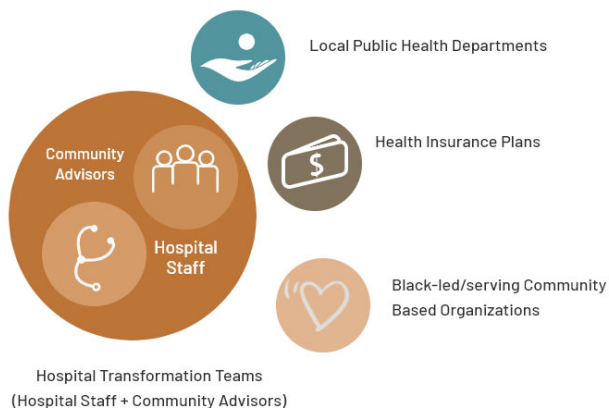 Local Public Health Departments
Health Insurance Plans
Community
Advisors
$
Hospital
Staff
Black-led/serving Community
Based Organizations
Hospital Transformation Teams
(Hospital Staff + Community Advisors)